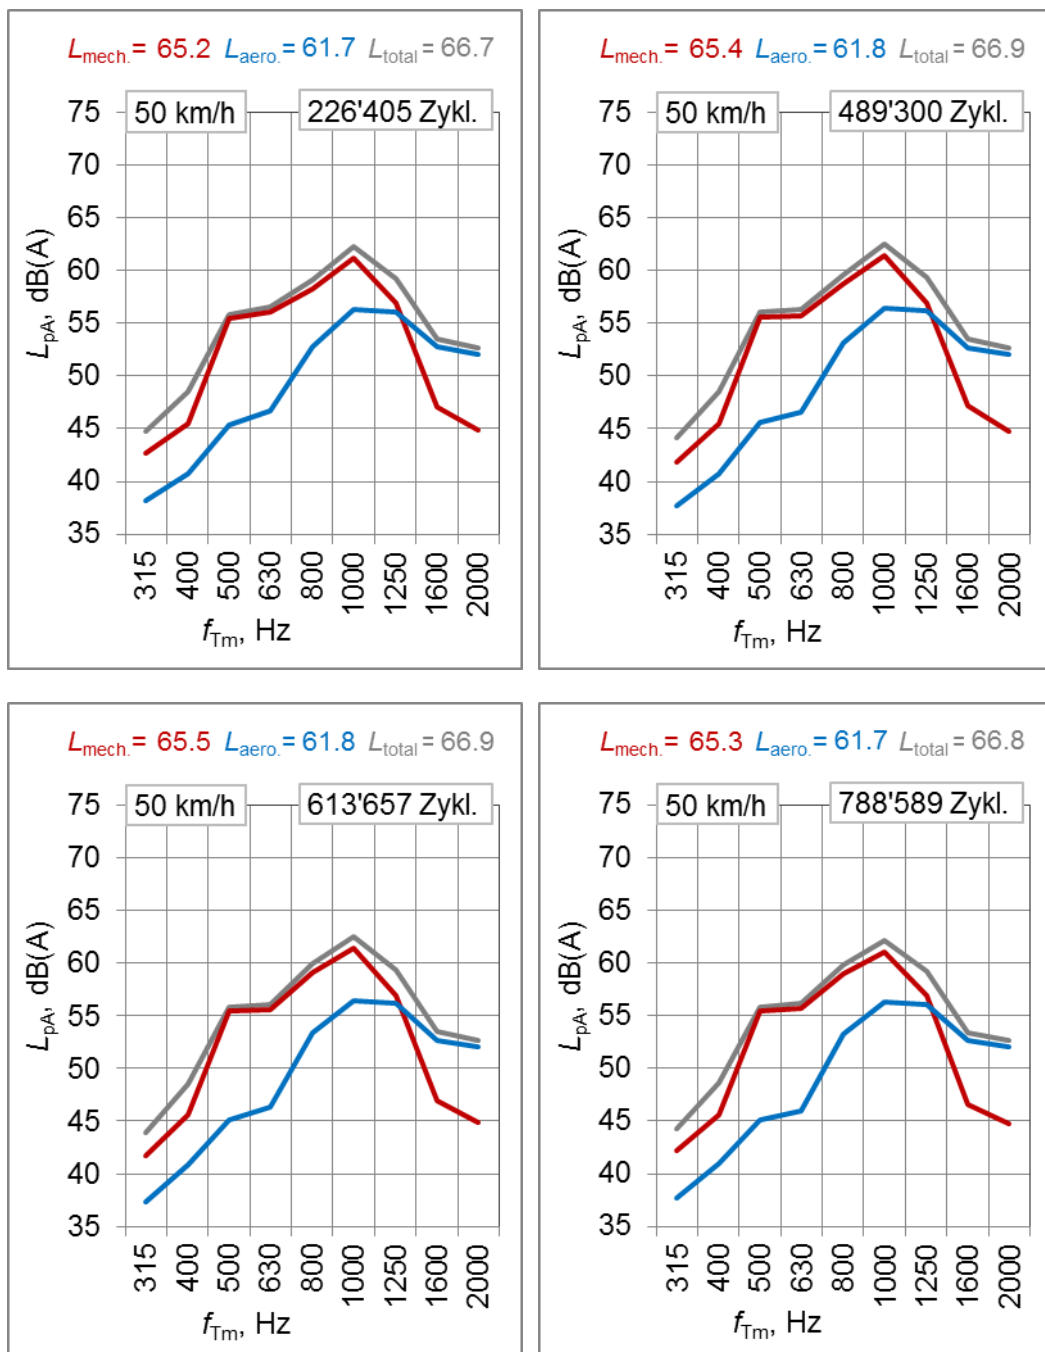 Lmech.= 65.2 Laero.= 61.7 Ltotal = 66.7
50 km/h 226'405 Zykl.
75
70
65
60
55
50
45
40
35
LpA, dB(A)
315 400 500 630 800 1000 1250 1600 2000
fTm, Hz
Lmech.= 65.4 Laero.= 61.8 Ltotal = 66.9
50 km/h 489'300 Zykl.
75
70
65
60
55
50
45
40
35
LpA, dB(A)
315 400 500 630 800 1000 1250 1600 2000
fTm, Hz
Lmech.= 65.5 Laero.= 61.8 Ltotal = 66.9
50 km/h 613'657 Zykl.
75
70
65
60
55
50
45
40
35
LpA, dB(A)
315 400 500 630 800 1000 1250 1600 2000
fTm, Hz
Lmech.= 65.3 Laero.= 61.7 Ltotal = 66.8
50 km/h 788'589 Zykl.
75
70
65
60
55
50
45
40
35
LpA, dB(A)
315 400 500 630 800 1000 1250 1600 2000
fTm, Hz